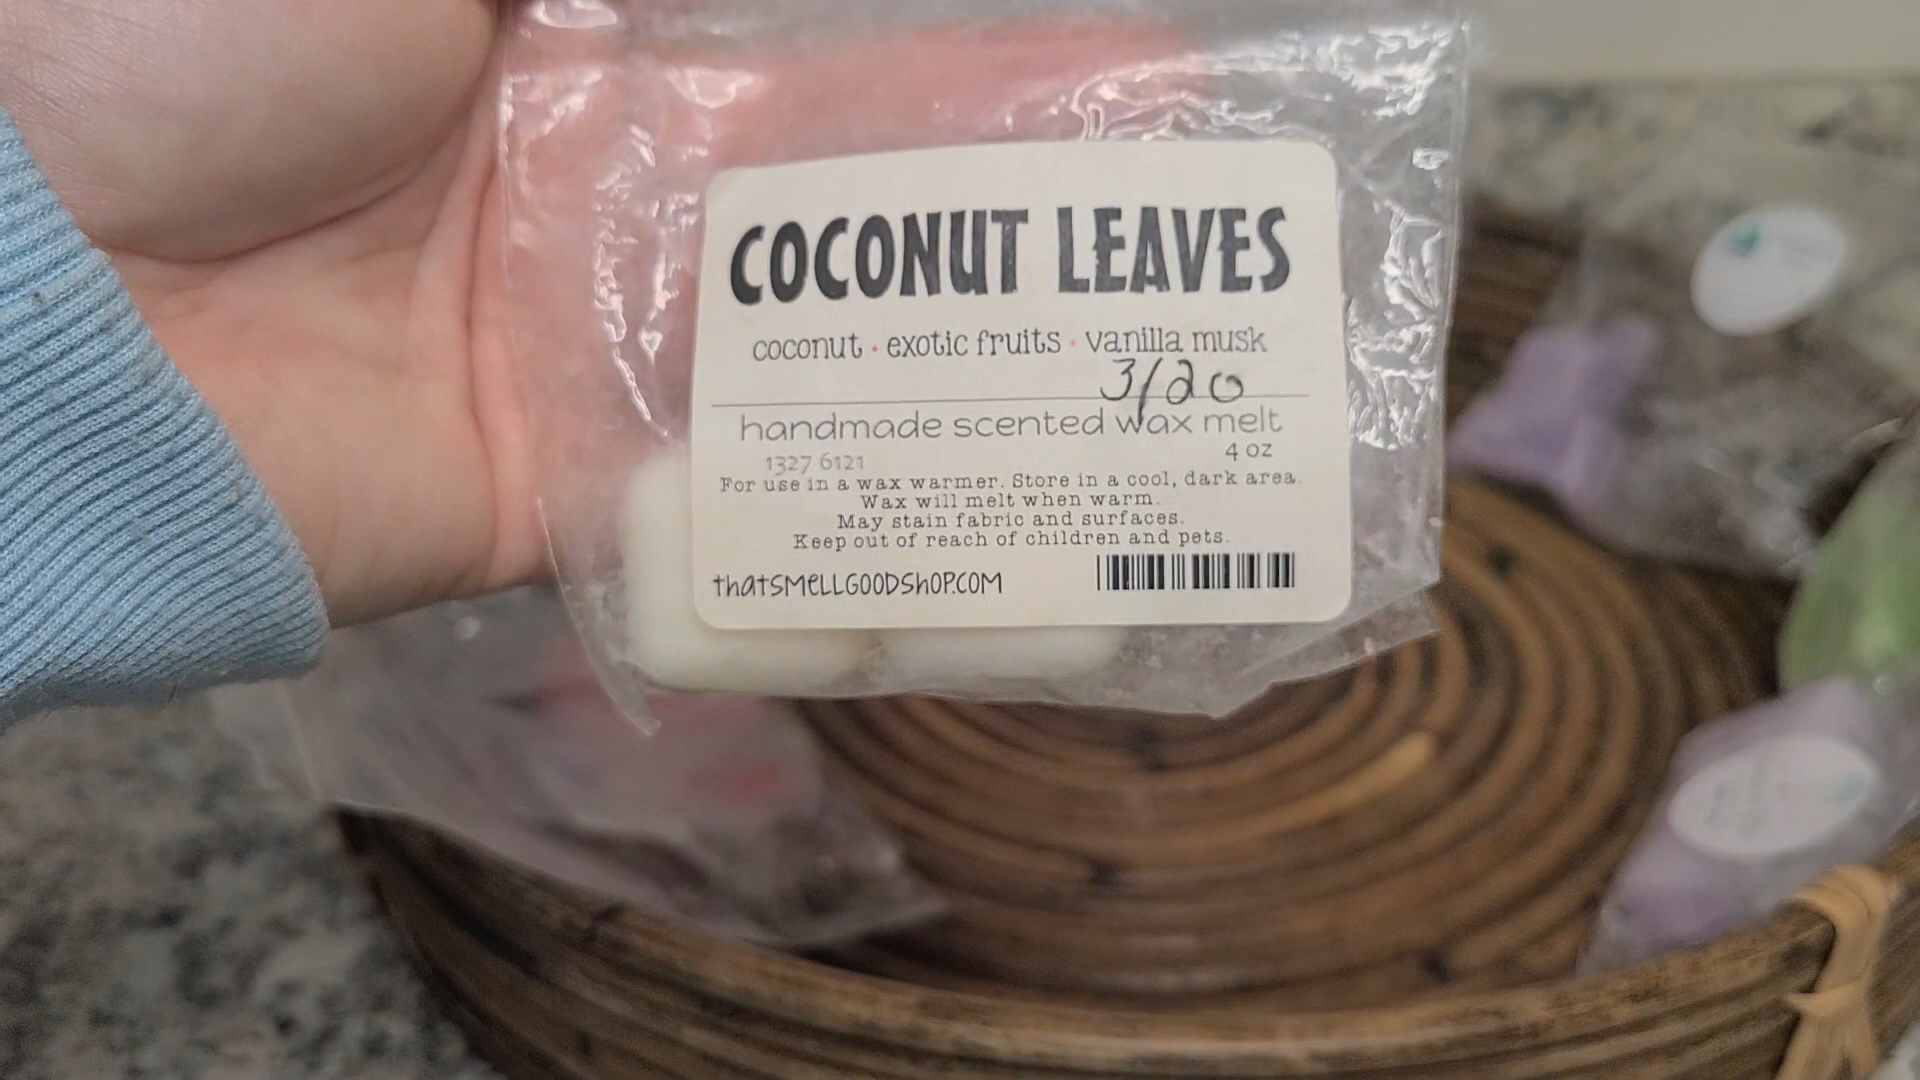 COCONUT LEAVES
coconut · exotic fruits · vanilla musk
3/20
handmade scented wax melt
1327 6121 4 oz
For use in a wax warmer. Store in a cool, dark area.
Wax will melt when warm.
May stain fabric and surfaces.
Keep out of reach of children and pets.
thatSMeLLGOODShOP.COM